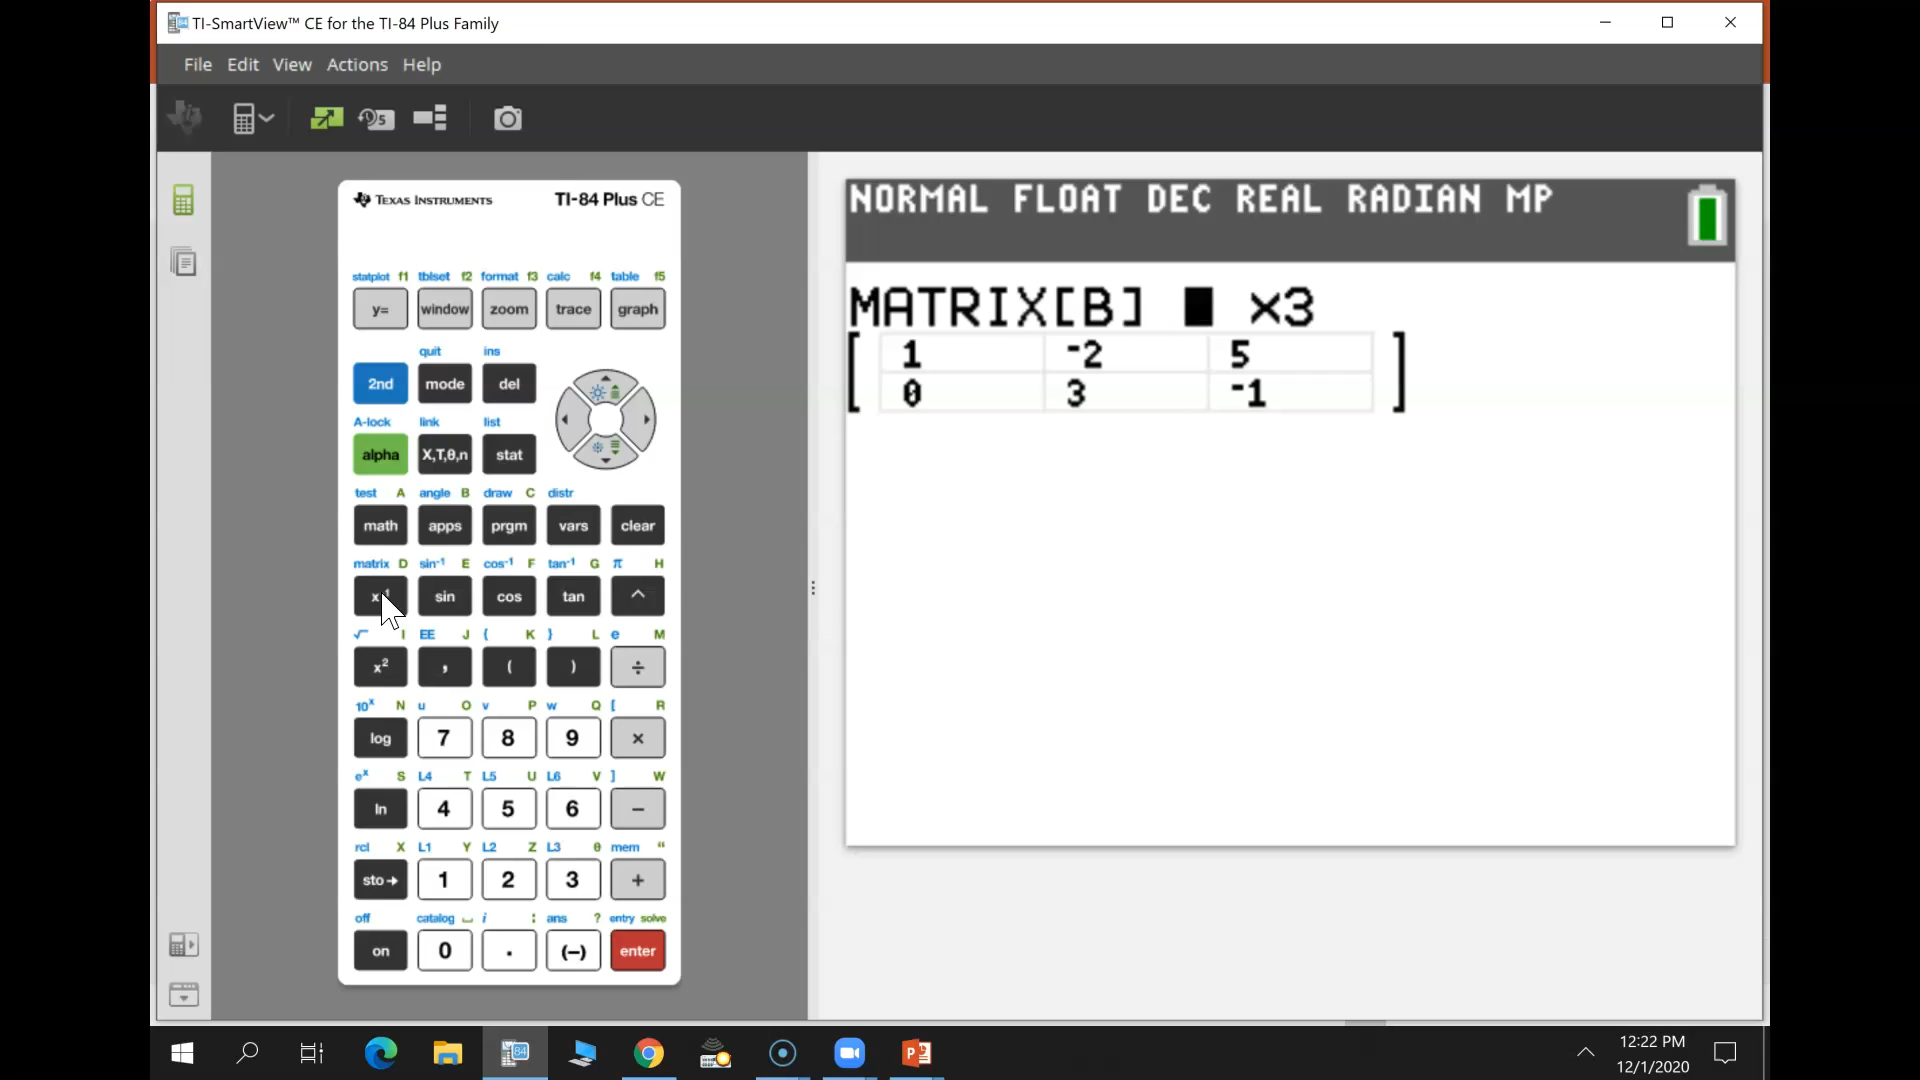 TI-SmartView™ CE for the TI-84 Plus Family
File Edit View Actions Help
TEXAS INSTRUMENTS TI-84 Plus CE
statplot f1 tblset f2 format f3 calc f4 table f5
y= window zoom trace graph
quit ins
2nd mode del
A-lock link list
alpha X,T,θ,n stat
test A angle B draw C distr
math apps prgm vars clear
matrix D sin⁻¹ E cos⁻¹ F tan⁻¹ G π H
sin cos tan ^
√ I EE J { K } L e M
x² , ( ) ÷
10ˣ N u O v P w Q [ R
log 7 8 9 ×
eˣ S L4 T L5 U L6 V ] W
ln 4 5 6 −
rcl X L1 Y L2 Z L3 θ mem “
sto→ 1 2 3 +
off catalog ⎵ i : ans ? entry solve
on 0 . (−) enter
NORMAL FLOAT DEC REAL RADIAN MP
MATRIX[B] ■ ×3
[ 1 -2 5 ]
[ 0 3 -1 ]
12:22 PM
12/1/2020